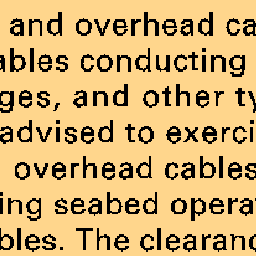 and overhead ca
ables conducting
ges, and other ty
advised to exerci
overhead cables
ing seabed opera
bles. The clearanc